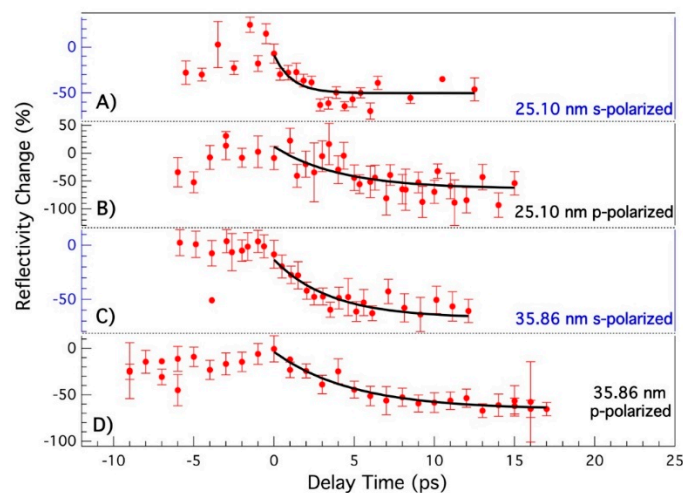 Reflectivity Change (%)
0
-50
A)
25.10 nm s-polarized
50
0
-50
-100
B)
25.10 nm p-polarized
0
-50
C)
35.86 nm s-polarized
0
-50
-100
D)
35.86 nm
p-polarized
-10 -5 0 5 10 15 20 25
Delay Time (ps)